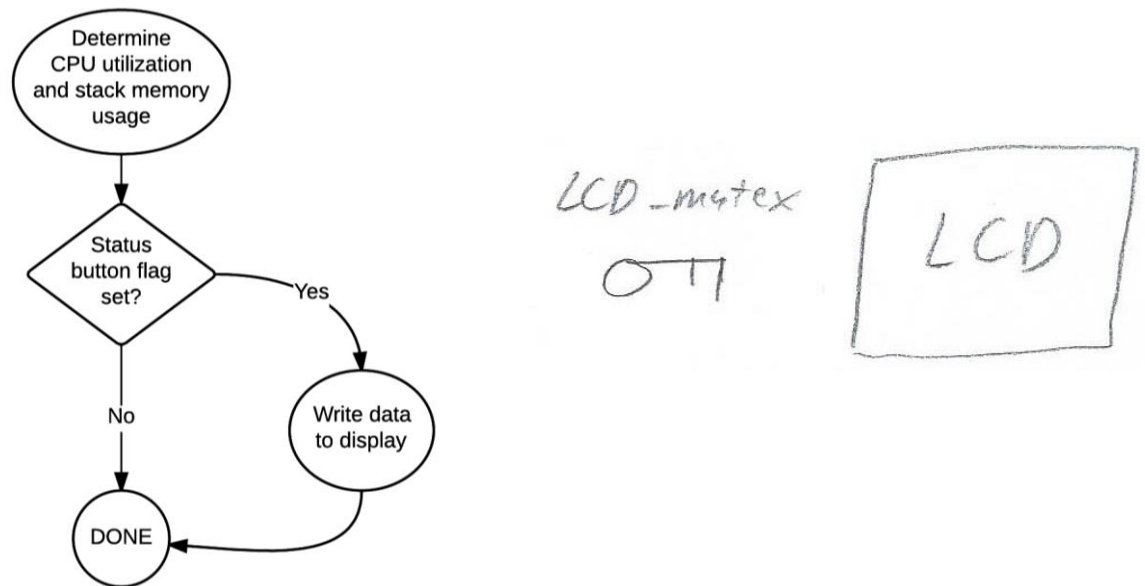 Determine
CPU utilization
and stack memory
usage
Status
button flag
set?
Yes
No
Write data
to display
DONE
LCD_mutex
LCD